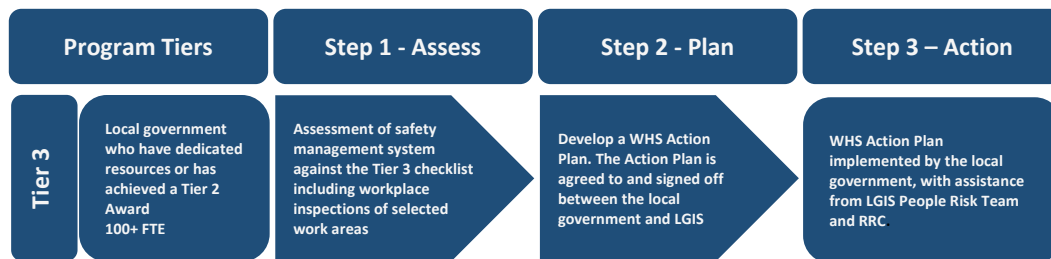 Program Tiers
Step 1 - Assess
Step 2 - Plan
Step 3 – Action
Tier 3
Local government
who have dedicated
resources or has
achieved a Tier 2
Award
100+ FTE
Assessment of safety
management system
against the Tier 3 checklist
including workplace
inspections of selected
work areas
Develop a WHS Action
Plan. The Action Plan is
agreed to and signed off
between the local
government and LGIS
WHS Action Plan
implemented by the local
government, with assistance
from LGIS People Risk Team
and RRC.